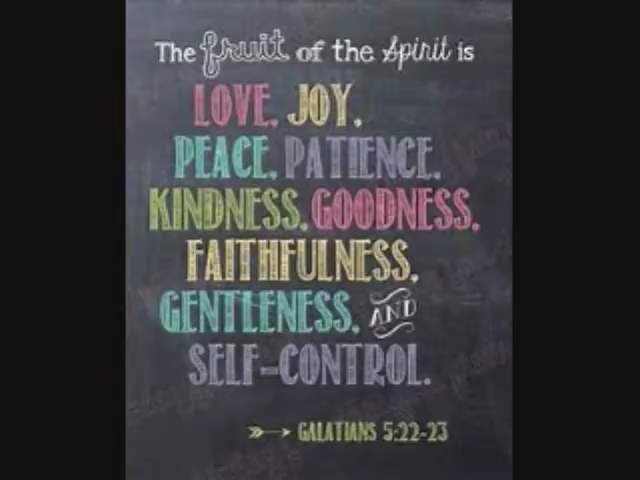 The fruit of the Spirit is
LOVE, JOY,
PEACE, PATIENCE,
KINDNESS, GOODNESS,
FAITHFULNESS,
GENTLENESS, AND
SELF-CONTROL.
GALATIANS 5:22-23